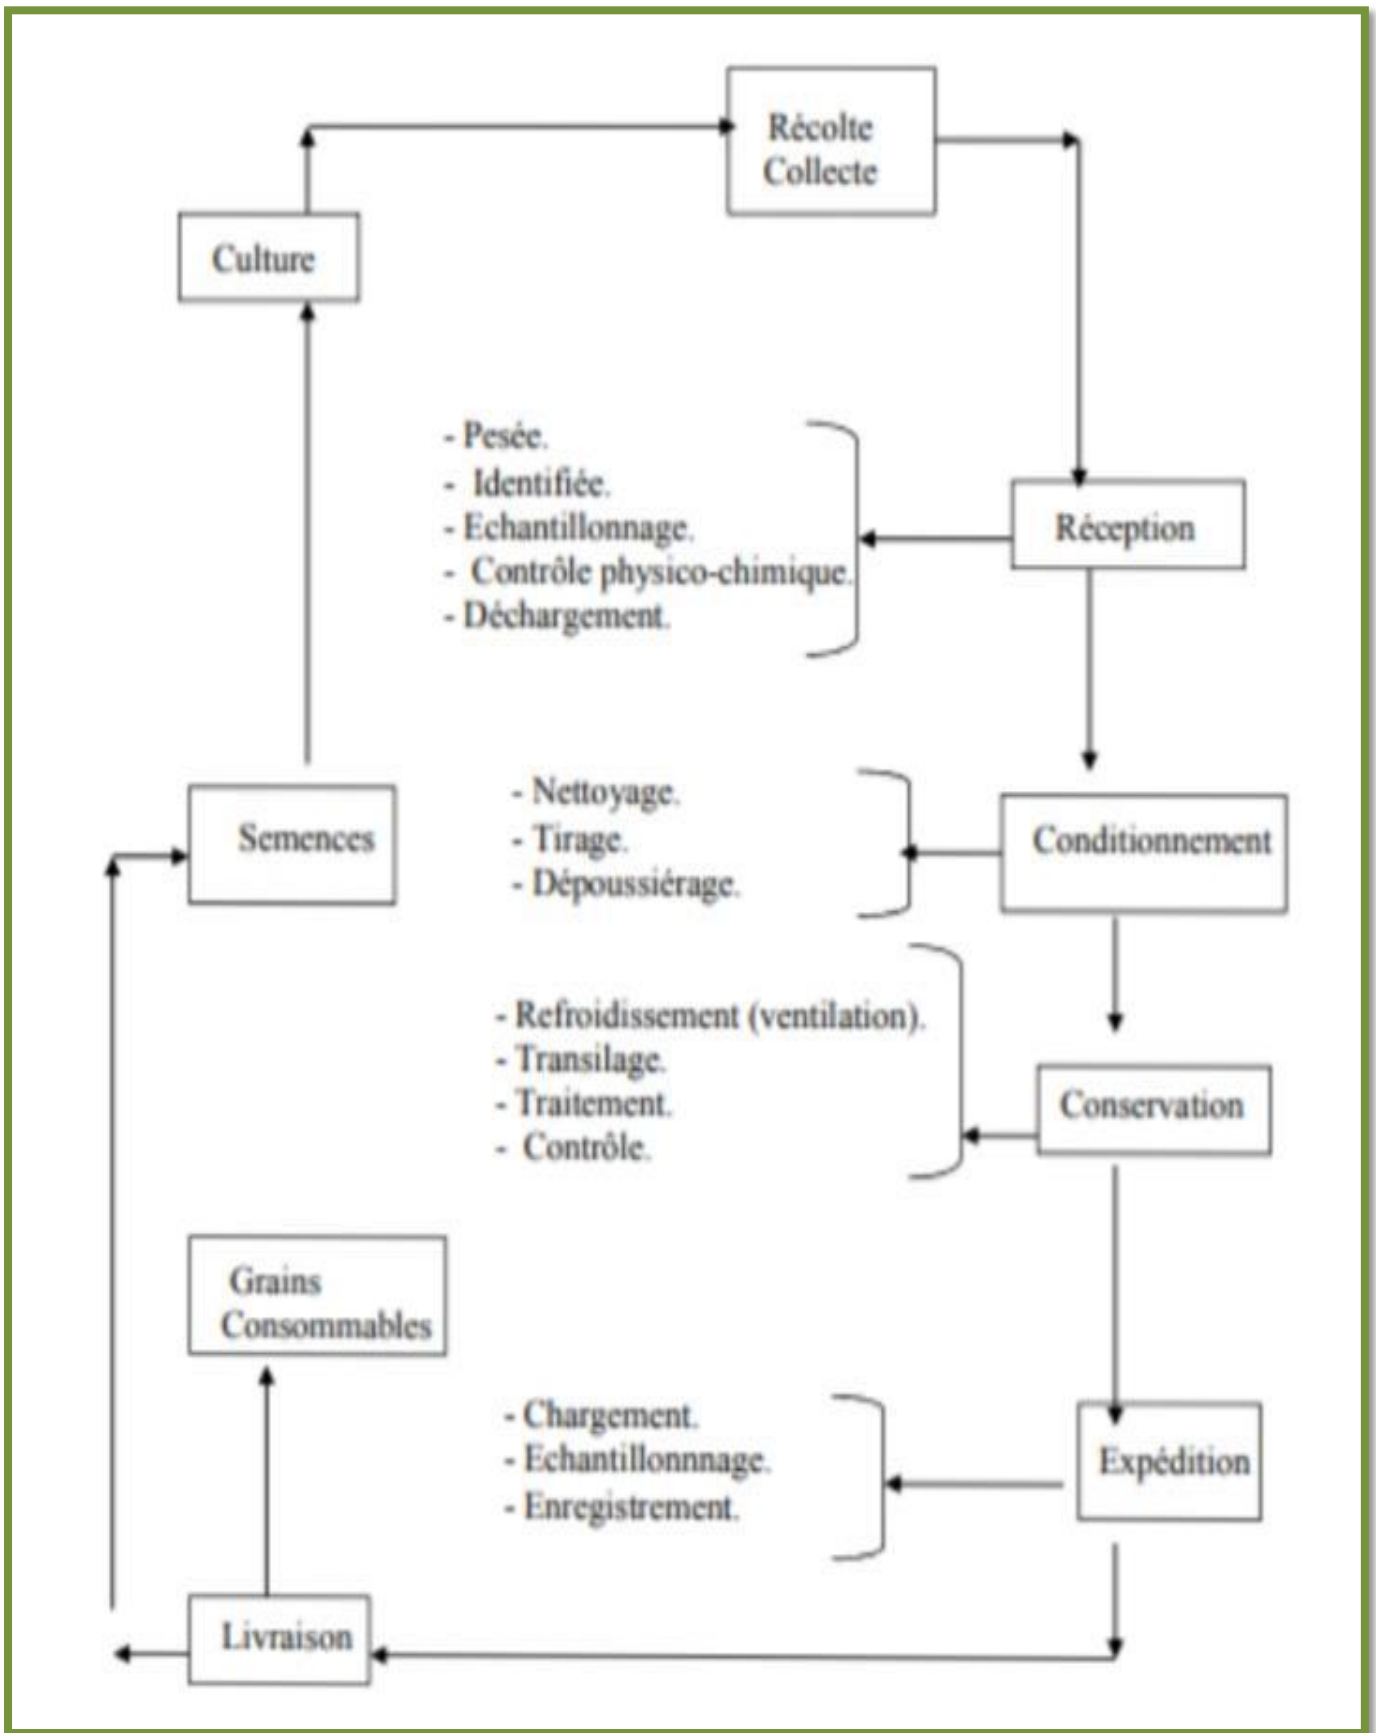 Récolte
Collecte
Culture
- Pesée.
- Identifiée.
- Echantillonnage.
- Contrôle physico-chimique.
- Déchargement.
Réception
Semences
- Nettoyage.
- Tirage.
- Dépoussiérage.
Conditionnement
- Refroidissement (ventilation).
- Transilage.
- Traitement.
- Contrôle.
Conservation
Grains
Consommables
- Chargement.
- Echantillonnnage.
- Enregistrement.
Expédition
Livraison